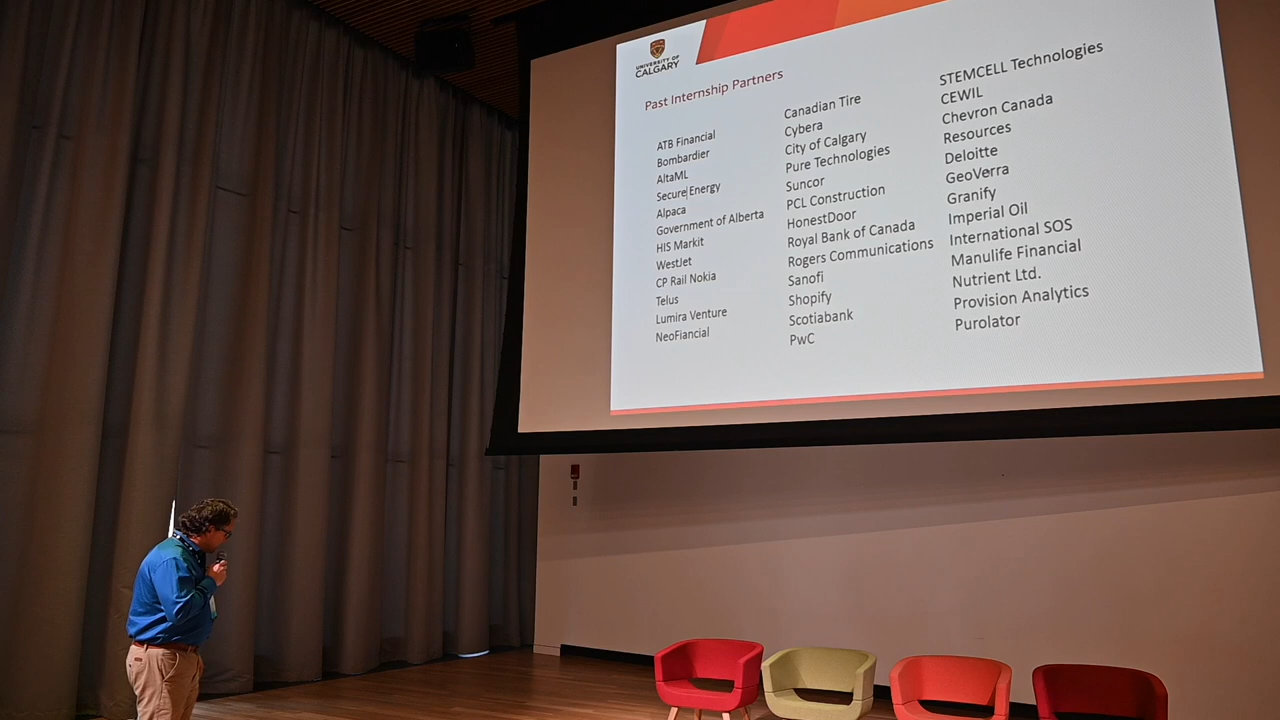 UNIVERSITY OF
CALGARY
Past Internship Partners
ATB Financial
Bombardier
AltaML
Secure Energy
Alpaca
Government of Alberta
HIS Markit
WestJet
CP Rail Nokia
Telus
Lumira Venture
NeoFiancial
Canadian Tire
Cybera
City of Calgary
Pure Technologies
Suncor
PCL Construction
HonestDoor
Royal Bank of Canada
Rogers Communications
Sanofi
Shopify
Scotiabank
PwC
STEMCELL Technologies
CEWIL
Chevron Canada
Resources
Deloitte
GeoVerra
Granify
Imperial Oil
International SOS
Manulife Financial
Nutrient Ltd.
Provision Analytics
Purolator